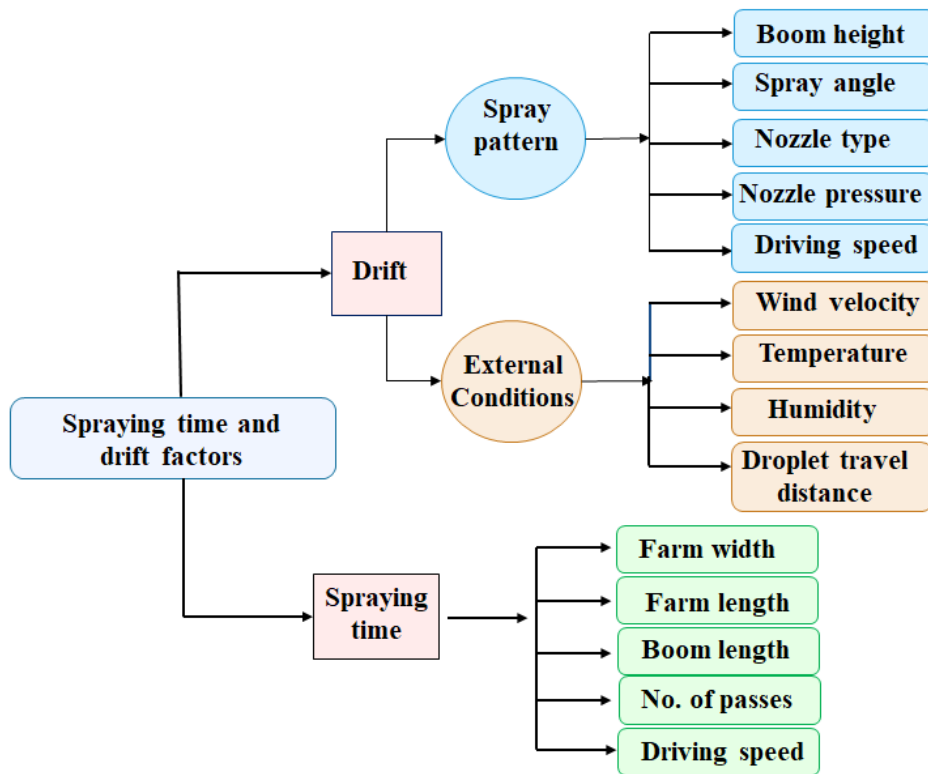 Spraying time and
drift factors
Drift
Spray
pattern
Boom height
Spray angle
Nozzle type
Nozzle pressure
Driving speed
External
Conditions
Wind velocity
Temperature
Humidity
Droplet travel
distance
Spraying
time
Farm width
Farm length
Boom length
No. of passes
Driving speed